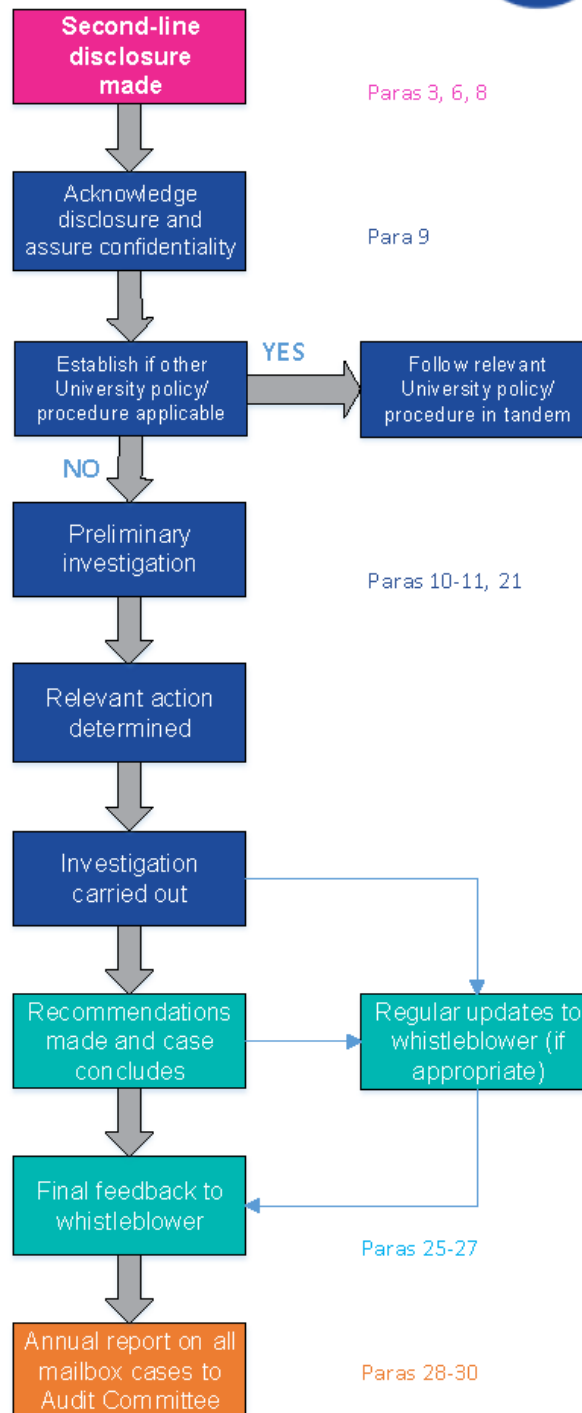 Second-line
disclosure
made
Paras 3, 6, 8
Acknowledge
disclosure and
assure confidentiality
Para 9
Establish if other
University policy/
procedure applicable
YES
Follow relevant
University policy/
procedure in tandem
NO
Preliminary
investigation
Paras 10-11, 21
Relevant action
determined
Investigation
carried out
Recommendations
made and case
concludes
Regular updates to
whistleblower (if
appropriate)
Final feedback to
whistleblower
Paras 25-27
Annual report on all
mailbox cases to
Audit Committee
Paras 28-30